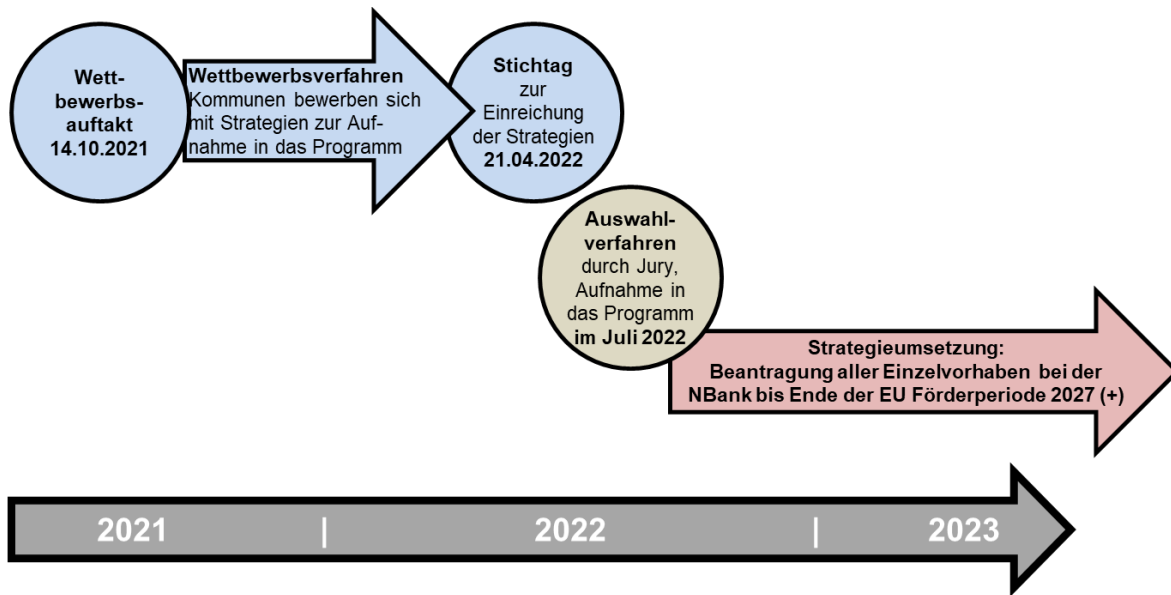 Wett-
bewerbs-
auftakt
14.10.2021
Wettbewerbsverfahren
Kommunen bewerben sich
mit Strategien zur Auf-
nahme in das Programm
Stichtag
zur
Einreichung
der Strategien
21.04.2022
Auswahl-
verfahren
durch Jury,
Aufnahme in
das Programm
im Juli 2022
Strategieumsetzung:
Beantragung aller Einzelvorhaben bei der
NBank bis Ende der EU Förderperiode 2027 (+)
2021 | 2022 | 2023